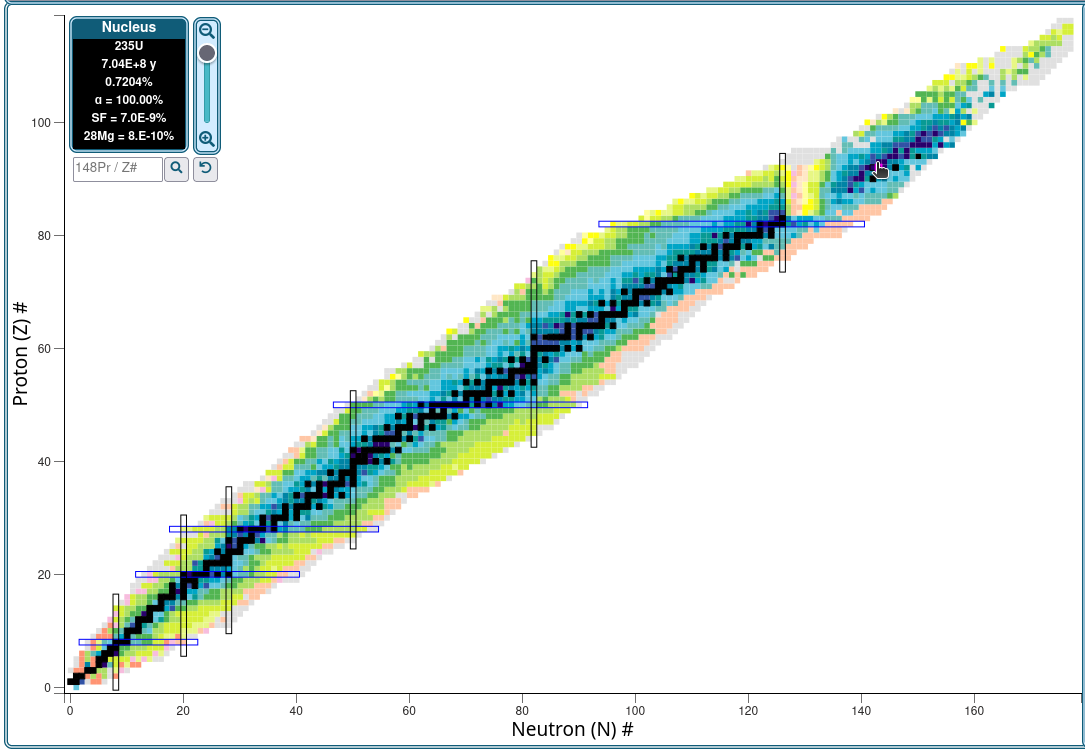 Nucleus
235U
7.04E+8 y
0.7204%
α = 100.00%
SF = 7.0E-9%
28Mg = 8.E-10%
148Pr / Z#
Proton (Z) #
100
80
60
40
20
0
0 20 40 60 80 100 120 140 160
Neutron (N) #